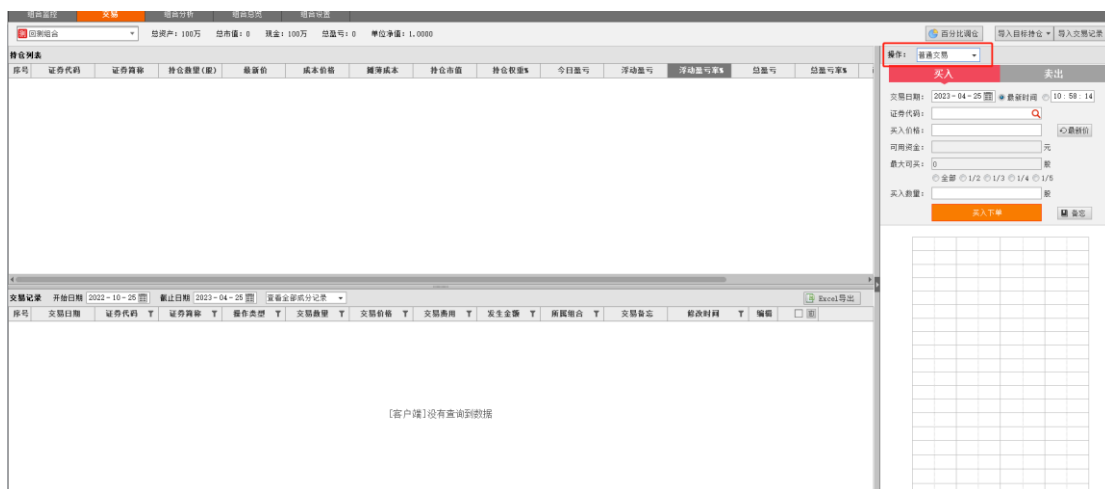 组合监控 交易 组合分析 组合总览 组合设置
回测组合 总资产: 100万 总市值: 0 现金: 100万 总盈亏: 0 单位净值: 1.0000 百分比调仓 导入目标持仓 导入交易记录
持仓列表 操作: 普通交易
序号 证券代码 证券简称 持仓数量(股) 最新价 成本价格 摊薄成本 持仓市值 持仓权重% 今日盈亏 浮动盈亏 浮动盈亏率% 总盈亏 总盈亏率%
买入 卖出
交易日期: 2023-04-25 最新时间 10:58:14
证券代码:
买入价格: 最新价
可用资金: 元
最大可买: 0 股
全部 1/2 1/3 1/4 1/5
买入数量: 股
买入下单 备忘
交易记录 开始日期 2022-10-25 截止日期 2023-04-25 查看全部成分记录 Excel导出
序号 交易日期 证券代码 证券简称 操作类型 交易数量 交易价格 交易费用 发生金额 所属组合 交易备忘 修改时间 编辑
[客户端]没有查询到数据